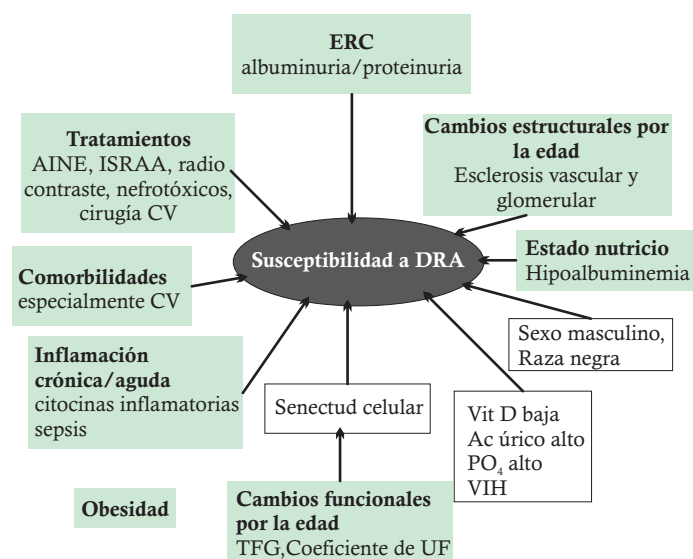 ERC
albuminuria/proteinuria
Tratamientos
AINE, ISRAA, radio
contraste, nefrotóxicos,
cirugía CV
Cambios estructurales por
la edad
Esclerosis vascular y
glomerular
Susceptibilidad a DRA
Estado nutricio
Hipoalbuminemia
Comorbilidades
especialmente CV
Sexo masculino,
Raza negra
Inflamación
crónica/aguda
citocinas inflamatorias
sepsis
Senectud celular
Vit D baja
Ac úrico alto
PO₄ alto
VIH
Obesidad
Cambios funcionales
por la edad
TFG,Coeficiente de UF